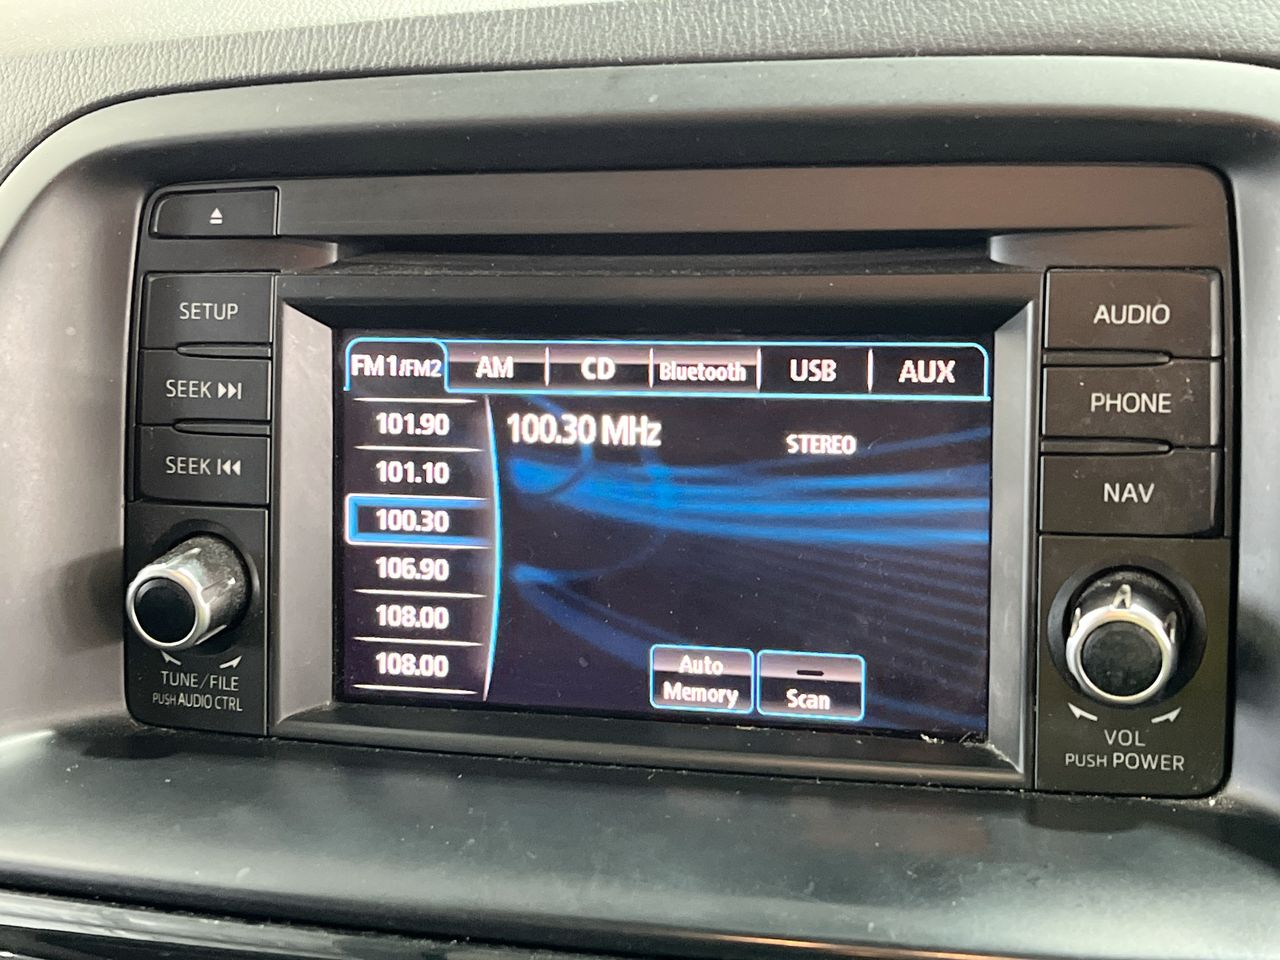 SETUP
SEEK
SEEK
TUNE/FILE
PUSH AUDIO CTRL
FM1/FM2 AM CD Bluetooth USB AUX
101.90
101.10
100.30
106.90
108.00
108.00
100.30 MHz STEREO
Auto
Memory
Scan
AUDIO
PHONE
NAV
VOL
PUSH POWER